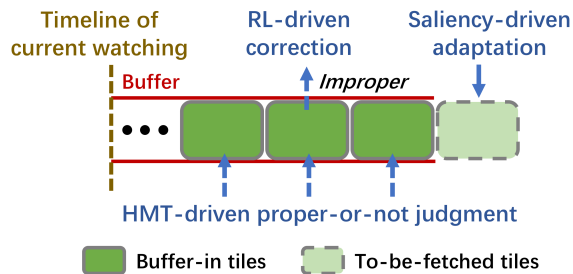 Timeline of
current watching
RL-driven
correction
Saliency-driven
adaptation
Buffer
Improper
HMT-driven proper-or-not judgment
Buffer-in tiles
To-be-fetched tiles